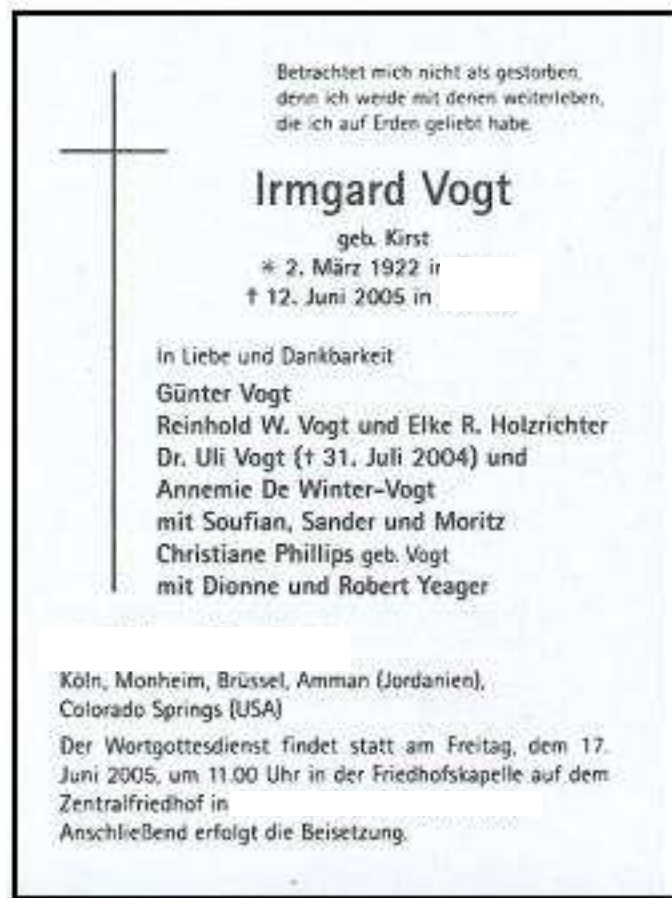 Betrachtet mich nicht als gestorben,
denn ich werde mit denen weiterleben,
die ich auf Erden geliebt habe.
Irmgard Vogt
geb. Kirst
* 2. März 1922 in
† 12. Juni 2005 in
In Liebe und Dankbarkeit
Günter Vogt
Reinhold W. Vogt und Elke R. Holzrichter
Dr. Uli Vogt († 31. Juli 2004) und
Annemie De Winter-Vogt
mit Soufian, Sander und Moritz
Christiane Phillips geb. Vogt
mit Dionne und Robert Yeager
Köln, Monheim, Brüssel, Amman (Jordanien),
Colorado Springs (USA)
Der Wortgottesdienst findet statt am Freitag, dem 17.
Juni 2005, um 11.00 Uhr in der Friedhofskapelle auf dem
Zentralfriedhof in
Anschließend erfolgt die Beisetzung.